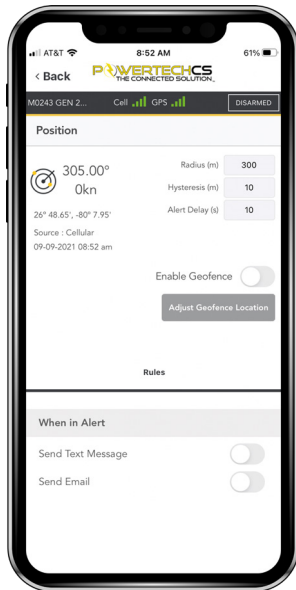 AT&T 8:52 AM 61%
< Back POWERTECHCS
THE CONNECTED SOLUTION
M0243 GEN 2... Cell GPS DISARMED
Position
305.00°
0kn
Radius (m) 300
Hysteresis (m) 10
Alert Delay (s) 10
26° 48.65', -80° 7.95'
Source : Cellular
09-09-2021 08:52 am
Enable Geofence
Adjust Geofence Location
Rules
When in Alert
Send Text Message
Send Email